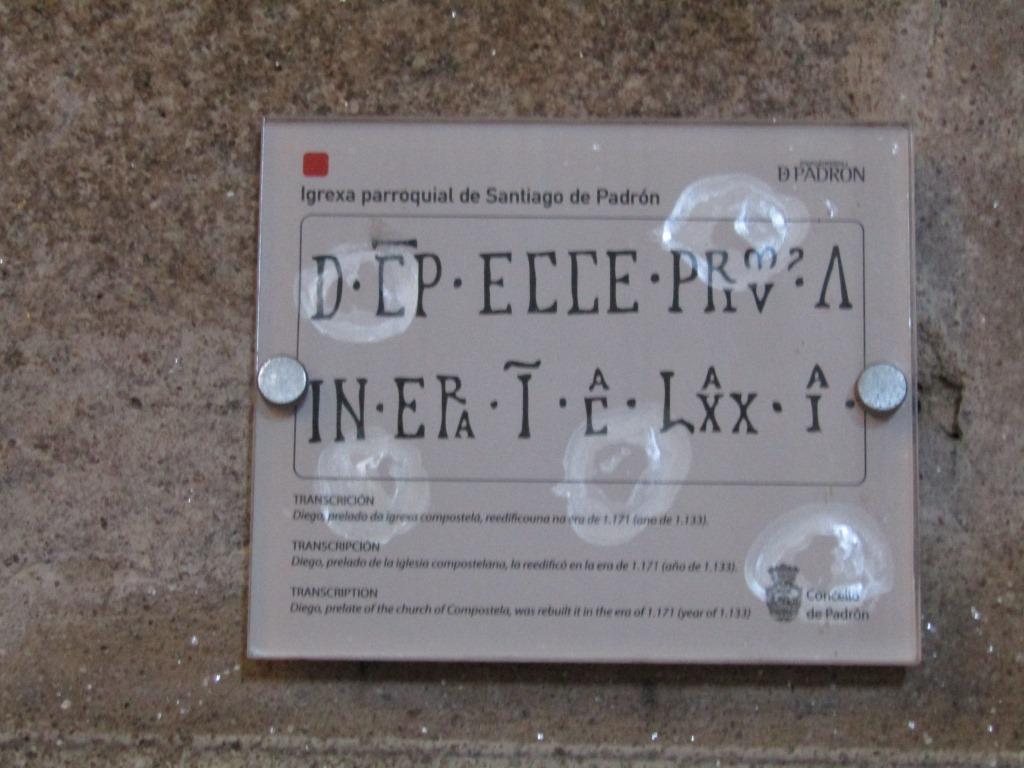 Igrexa parroquial de Santiago de Padrón
PADRÓN
D · E̅P · ECCE · PR
IN · ERA · Ĩ · C · LXX · I ·
TRANSCRICIÓN
Diego, prelado da igrexa compostelá, reedificouna na era de 1.171 (ano de 1.133).
TRANSCRIPCIÓN
Diego, prelado de la iglesia compostelana, la reedificó en la era de 1.171 (año de 1.133).
TRANSCRIPTION
Diego, prelate of the church of Compostela, was rebuilt it in the era of 1.171 (year of 1.133)
Concello
de Padrón